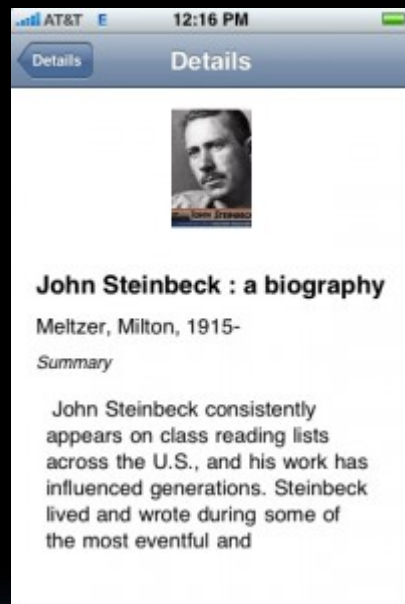 AT&T E 12:16 PM
Details Details
JOHN STEINBECK
John Steinbeck : a biography
Meltzer, Milton, 1915-
Summary
John Steinbeck consistently
appears on class reading lists
across the U.S., and his work has
influenced generations. Steinbeck
lived and wrote during some of
the most eventful and